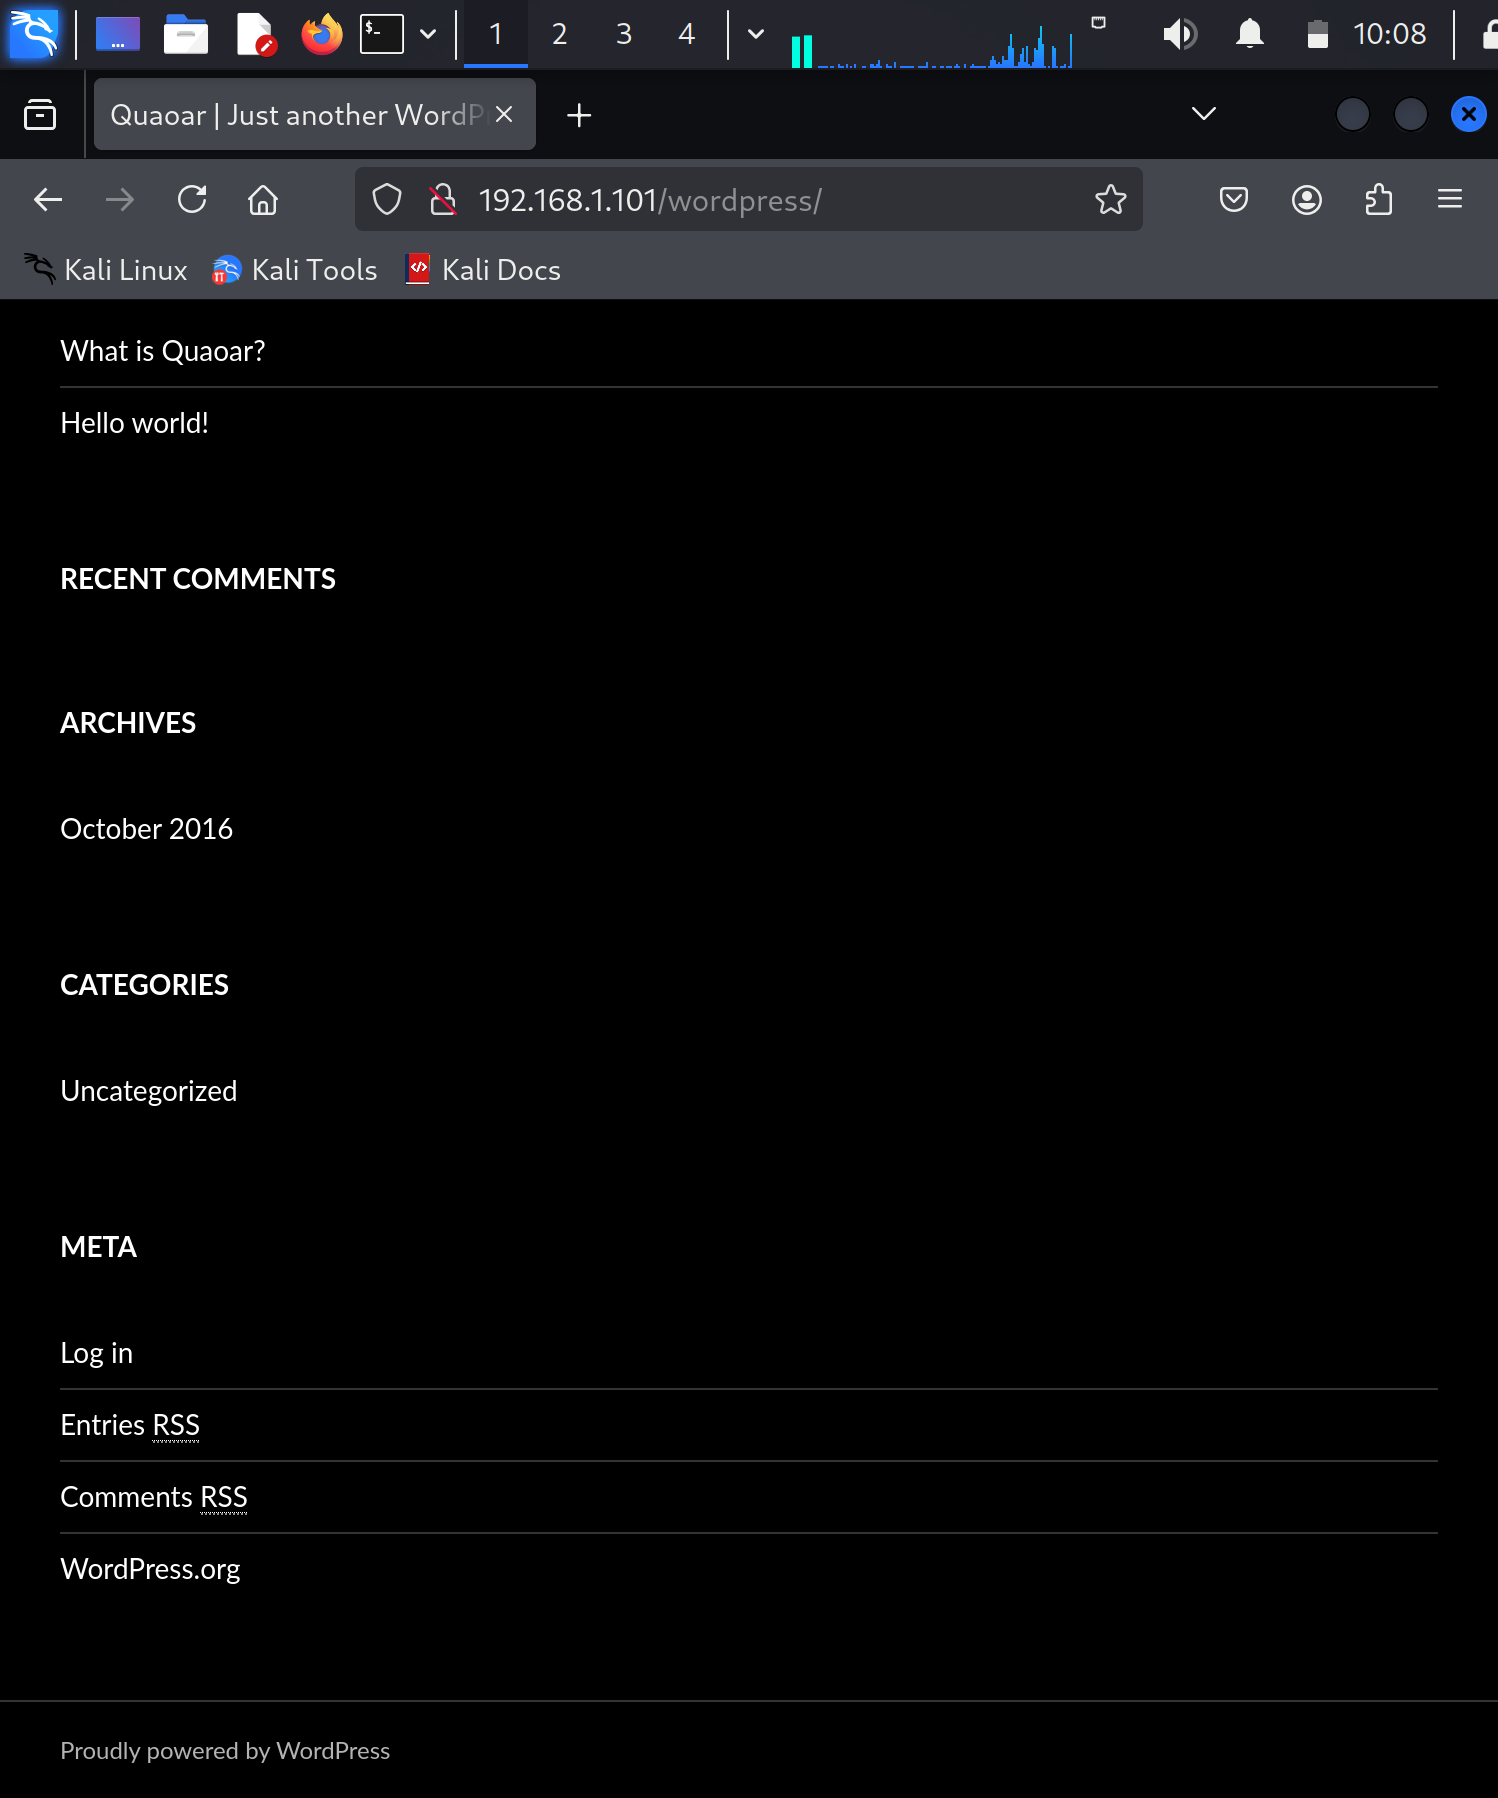 $-
1
2
3
4
10:08
Quaoar | Just another WordP
192.168.1.101/wordpress/
Kali Linux
Kali Tools
Kali Docs
What is Quaoar?
Hello world!
RECENT COMMENTS
ARCHIVES
October 2016
CATEGORIES
Uncategorized
META
Log in
Entries RSS
Comments RSS
WordPress.org
Proudly powered by WordPress